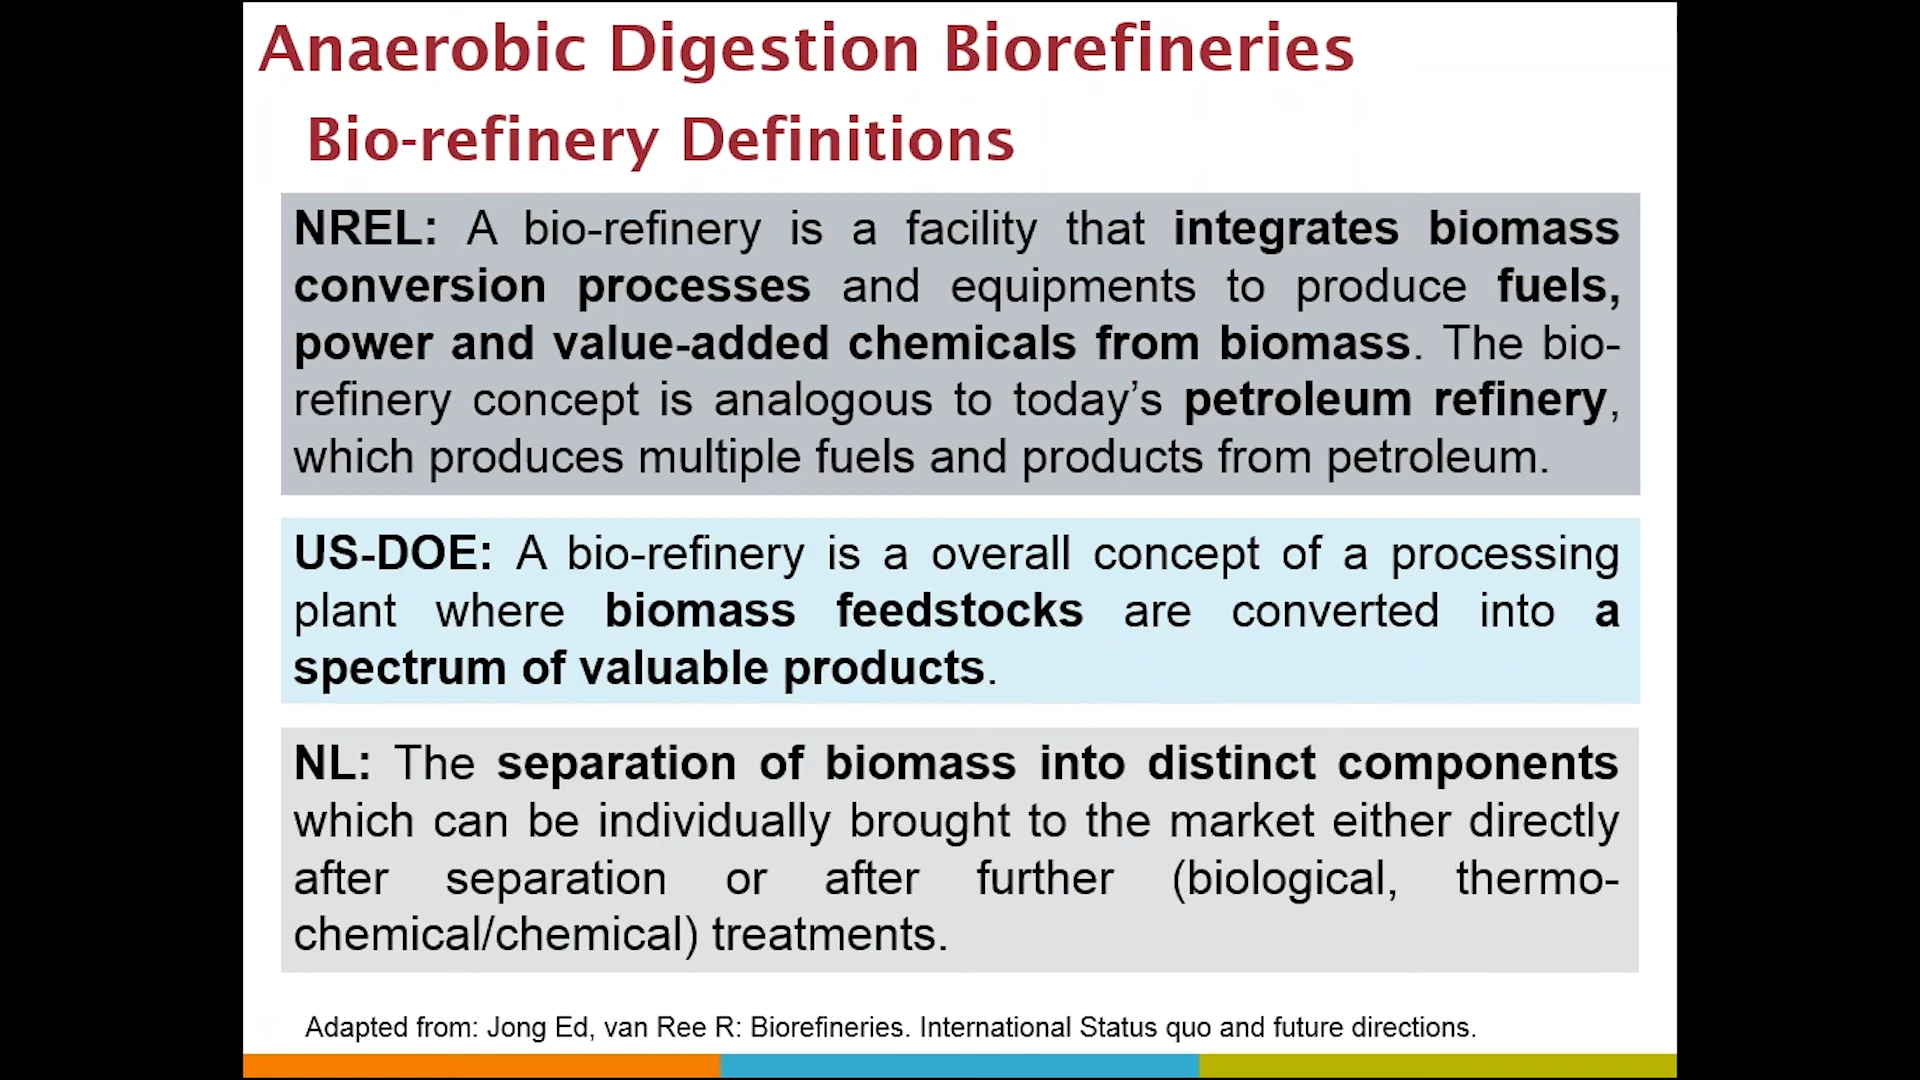 Anaerobic Digestion Biorefineries
Bio-refinery Definitions
NREL: A bio-refinery is a facility that integrates biomass
conversion processes and equipments to produce fuels,
power and value-added chemicals from biomass. The bio-
refinery concept is analogous to today’s petroleum refinery,
which produces multiple fuels and products from petroleum.
US-DOE: A bio-refinery is a overall concept of a processing
plant where biomass feedstocks are converted into a
spectrum of valuable products.
NL: The separation of biomass into distinct components
which can be individually brought to the market either directly
after separation or after further (biological, thermo-
chemical/chemical) treatments.
Adapted from: Jong Ed, van Ree R: Biorefineries. International Status quo and future directions.